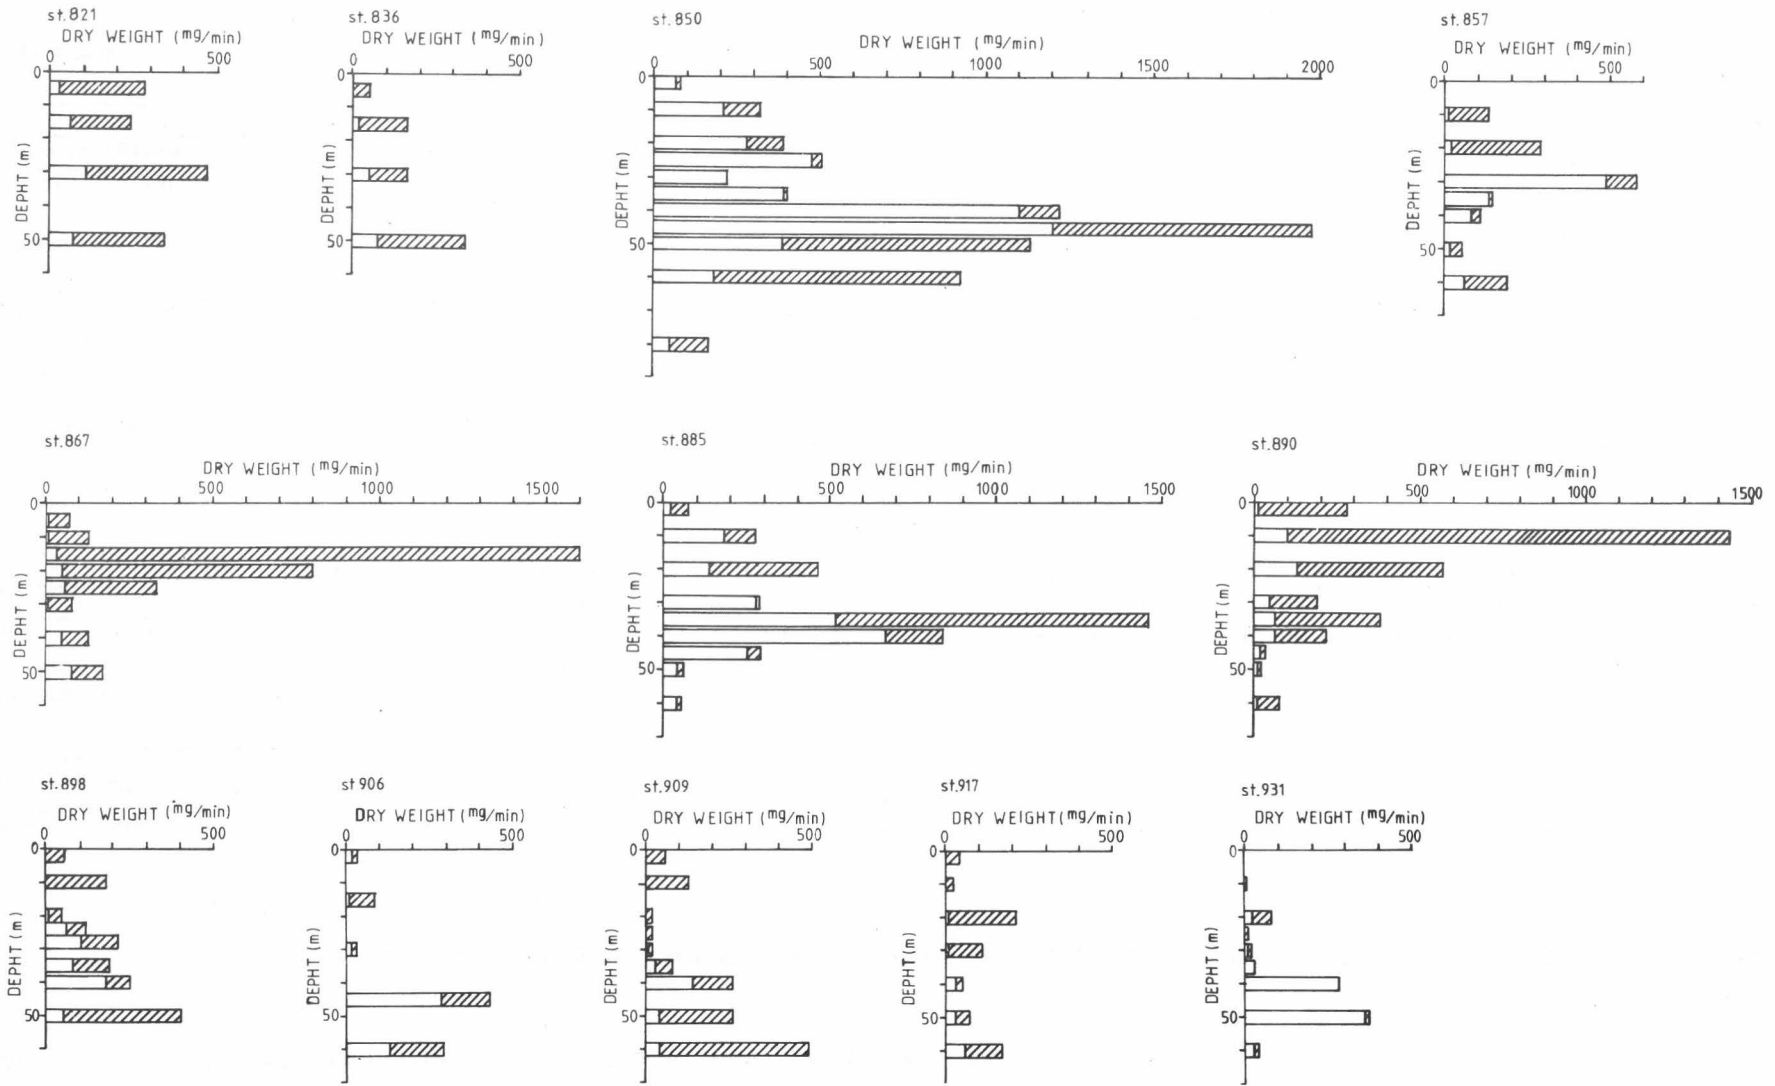 st.821
DRY WEIGHT (mg/min)
0 500
0
50
DEPHT (m)
st.836
DRY WEIGHT (mg/min)
0 500
0
50
DEPHT (m)
st.850
DRY WEIGHT (mg/min)
0 500 1000 1500 2000
0
50
DEPHT (m)
st.857
DRY WEIGHT (mg/min)
0 500
0
50
DEPHT (m)
st.867
DRY WEIGHT (mg/min)
0 500 1000 1500
0
50
DEPHT (m)
st.885
DRY WEIGHT (mg/min)
0 500 1000 1500
0
50
DEPHT (m)
st.890
DRY WEIGHT (mg/min)
0 500 1000 1500
0
50
DEPHT (m)
st.898
DRY WEIGHT (mg/min)
0 500
0
50
DEPHT (m)
st 906
DRY WEIGHT (mg/min)
0 500
0
50
DEPHT (m)
st.909
DRY WEIGHT (mg/min)
0 500
0
50
DEPHT (m)
st.917
DRY WEIGHT(mg/min)
0 500
0
50
DEPHT (m)
st.931
DRY WEIGHT (mg/min)
0 500
0
50
DEPHT (m)